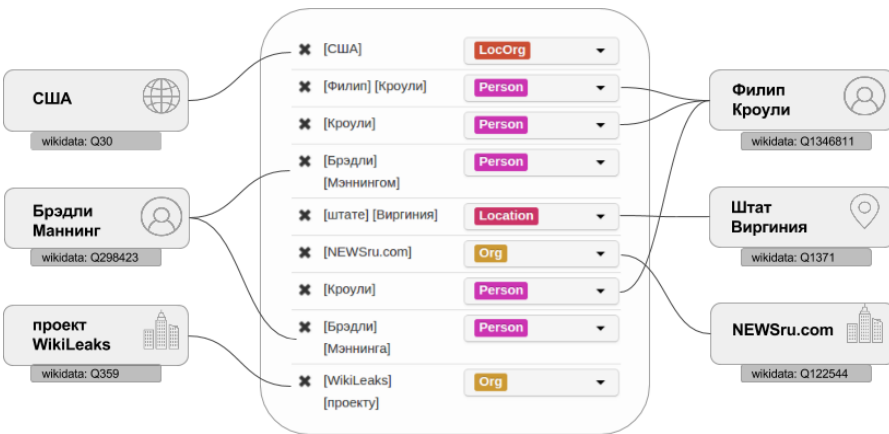 США
wikidata: Q30
Брэдли
Маннинг
wikidata: Q298423
проект
WikiLeaks
wikidata: Q359
[США] LocOrg
[Филип] [Кроули] Person
[Кроули] Person
[Брэдли] Person
[Мэннингом]
[штате] [Виргиния] Location
[NEWSru.com] Org
[Кроули] Person
[Брэдли] Person
[Мэннинга]
[WikiLeaks] Org
[проекту]
Филип
Кроули
wikidata: Q1346811
Штат
Виргиния
wikidata: Q1371
NEWSru.com
wikidata: Q122544